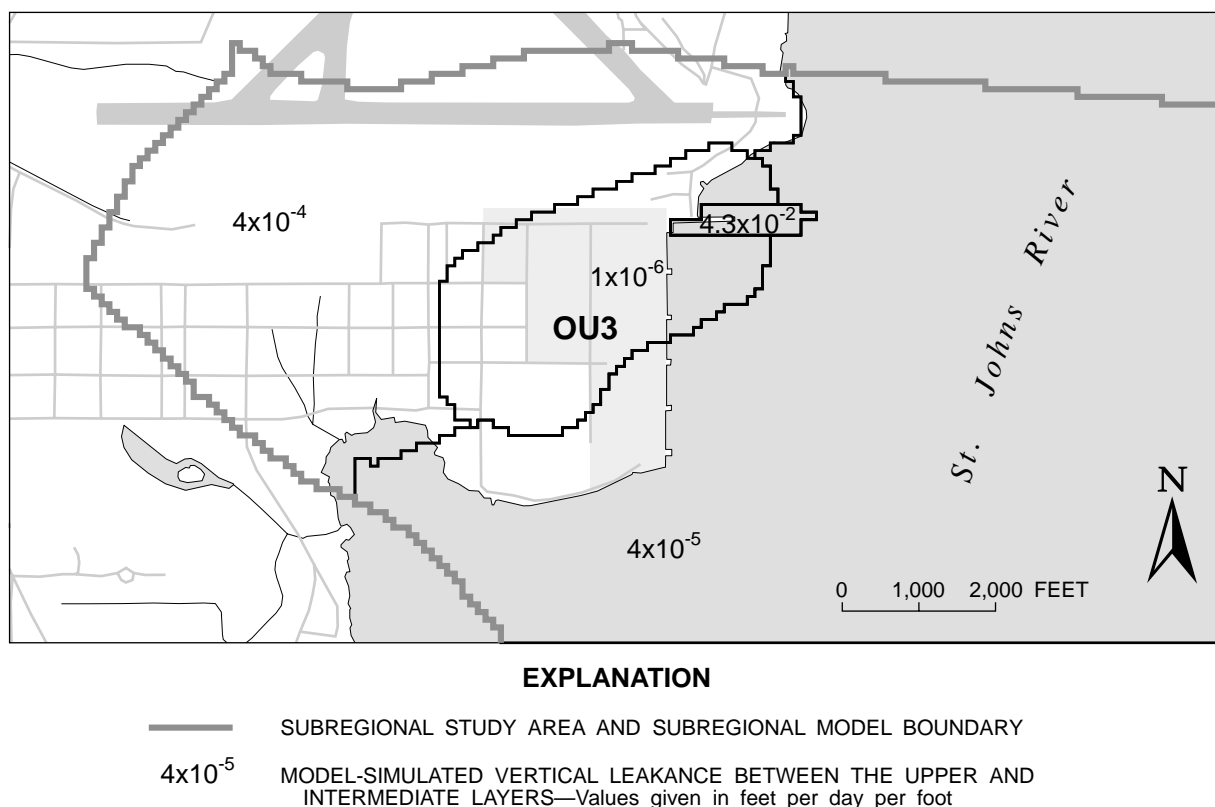 4x10-4
4.3x10-2
1x10-6
OU3
St. Johns River
4x10-5
N
0 1,000 2,000 FEET
EXPLANATION
SUBREGIONAL STUDY AREA AND SUBREGIONAL MODEL BOUNDARY
4x10-5 MODEL-SIMULATED VERTICAL LEAKANCE BETWEEN THE UPPER AND
INTERMEDIATE LAYERS—Values given in feet per day per foot